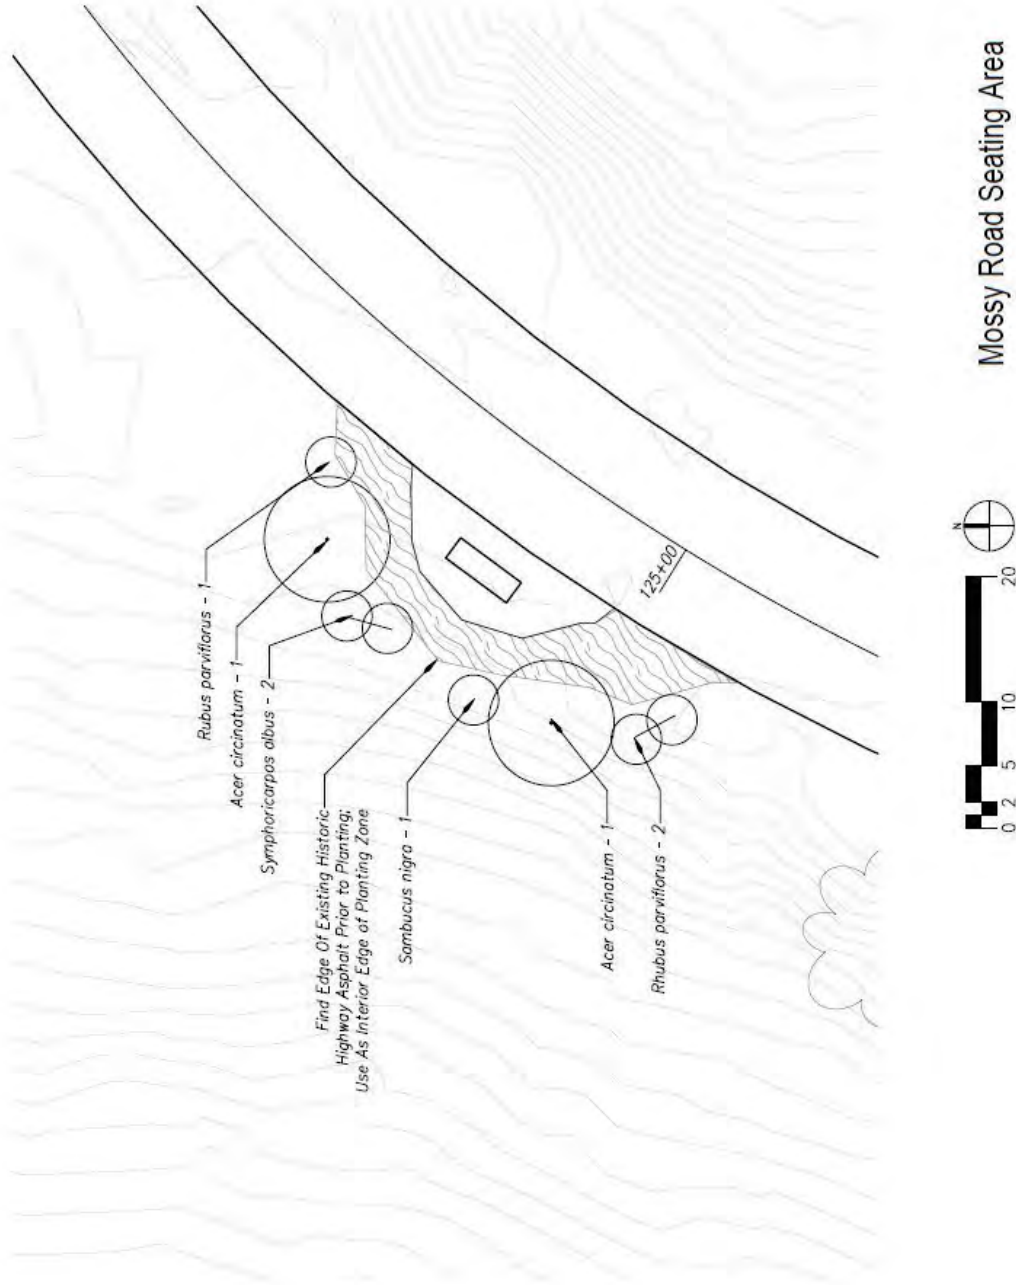 Rubus parviflorus - 1
Acer circinatum - 1
Symphoricarpos albus - 2
Find Edge Of Existing Historic
Highway Asphalt Prior to Planting;
Use As Interior Edge of Planting Zone
Sambucus nigra - 1
Acer circinatum - 1
Rhubus parviflorus - 2
125+00
N
0 2 5 10 20
Mossy Road Seating Area